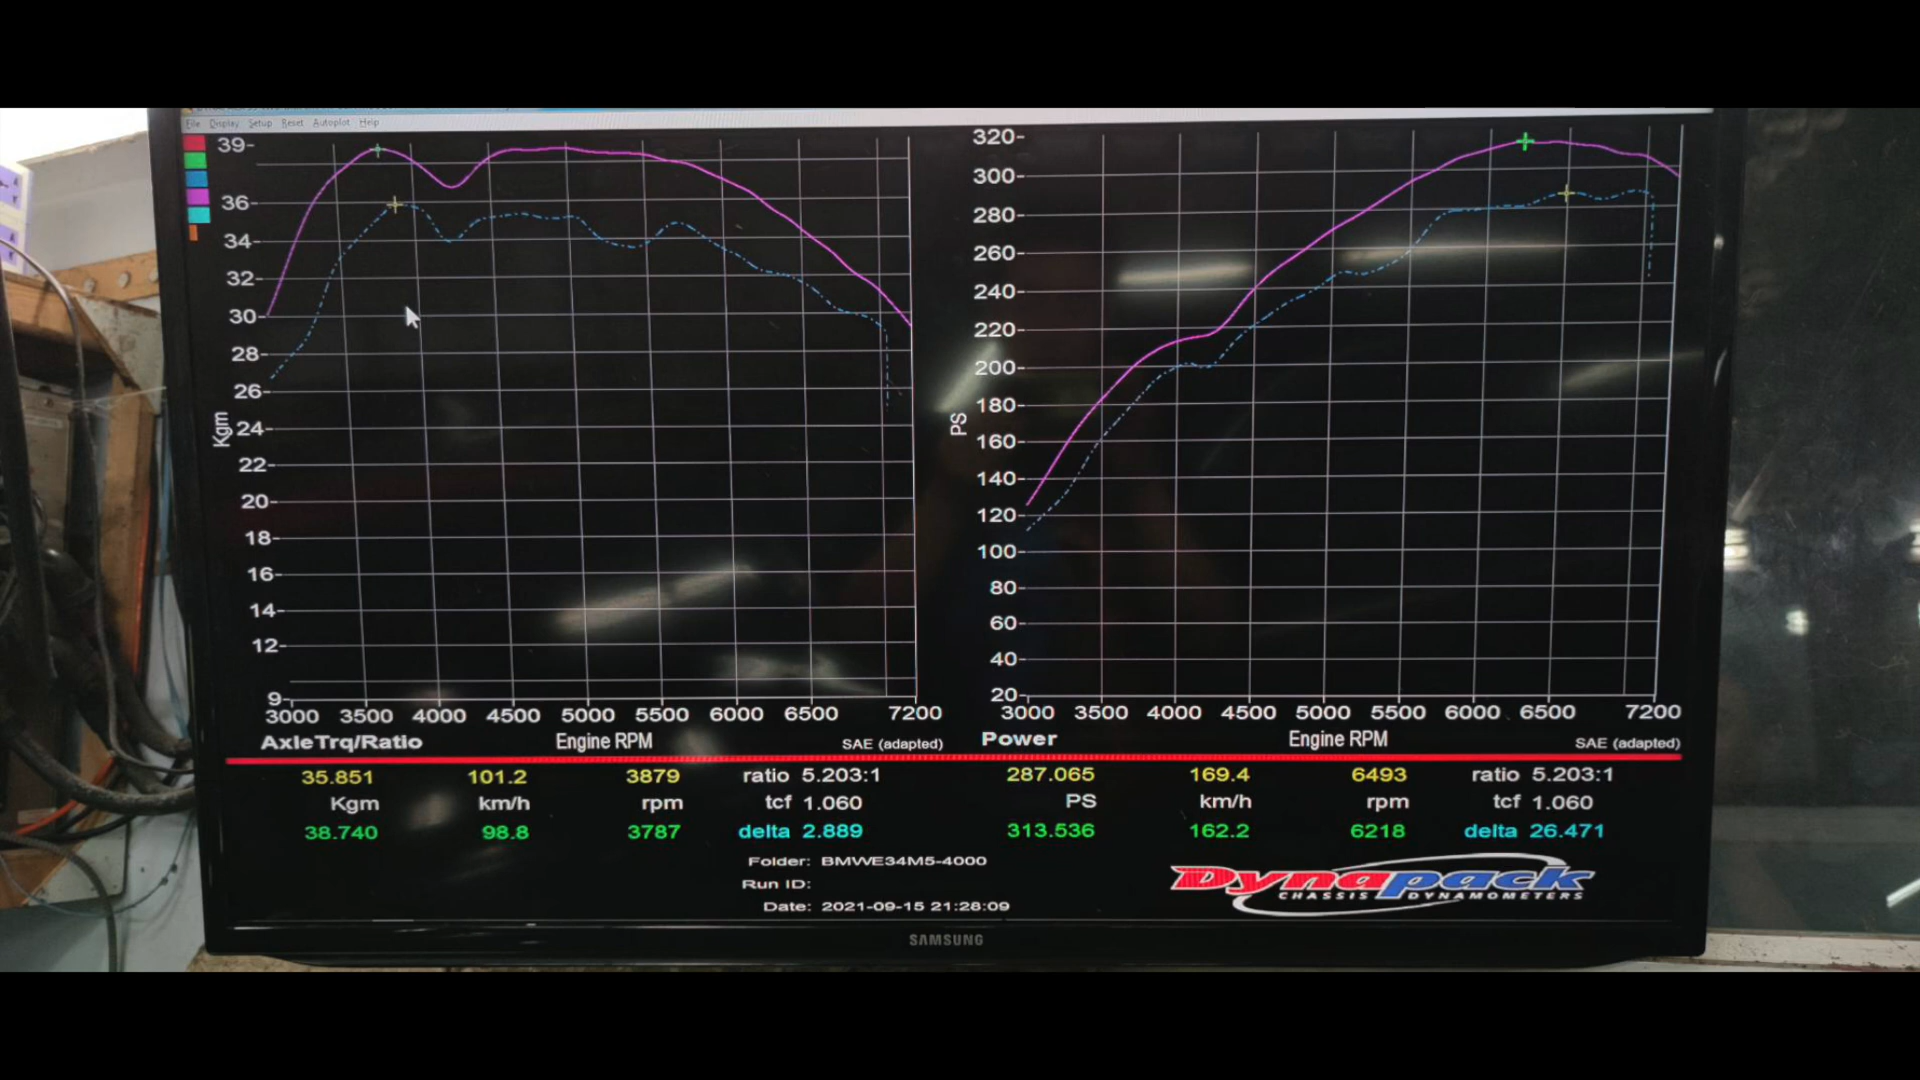 File Display Setup Reset Autoplot Help
39
36
34
32
30
28
26
24
22
20
18
16
14
12
9
Kgm
3000 3500 4000 4500 5000 5500 6000 6500 7200
AxleTrq/Ratio Engine RPM SAE (adapted)
320
300
280
260
240
220
200
180
160
140
120
100
80
60
40
20
PS
3000 3500 4000 4500 5000 5500 6000 6500 7200
Power Engine RPM SAE (adapted)
35.851 101.2 3879 ratio 5.203:1 287.065 169.4 6493 ratio 5.203:1
Kgm km/h rpm tcf 1.060 PS km/h rpm tcf 1.060
38.740 98.8 3787 delta 2.889 313.536 162.2 6218 delta 26.471
Folder: BMWE34M5-4000
Run ID:
Date: 2021-09-15 21:28:09
Dynapack
CHASSIS DYNAMOMETERS
SAMSUNG